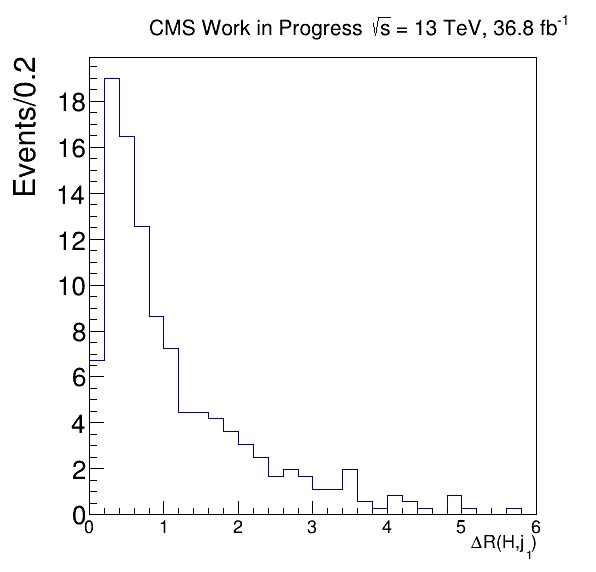 CMS Work in Progress √s = 13 TeV, 36.8 fb⁻¹
Events/0.2
18
16
14
12
10
8
6
4
2
0
0 1 2 3 4 5 6
ΔR(H,j₁)